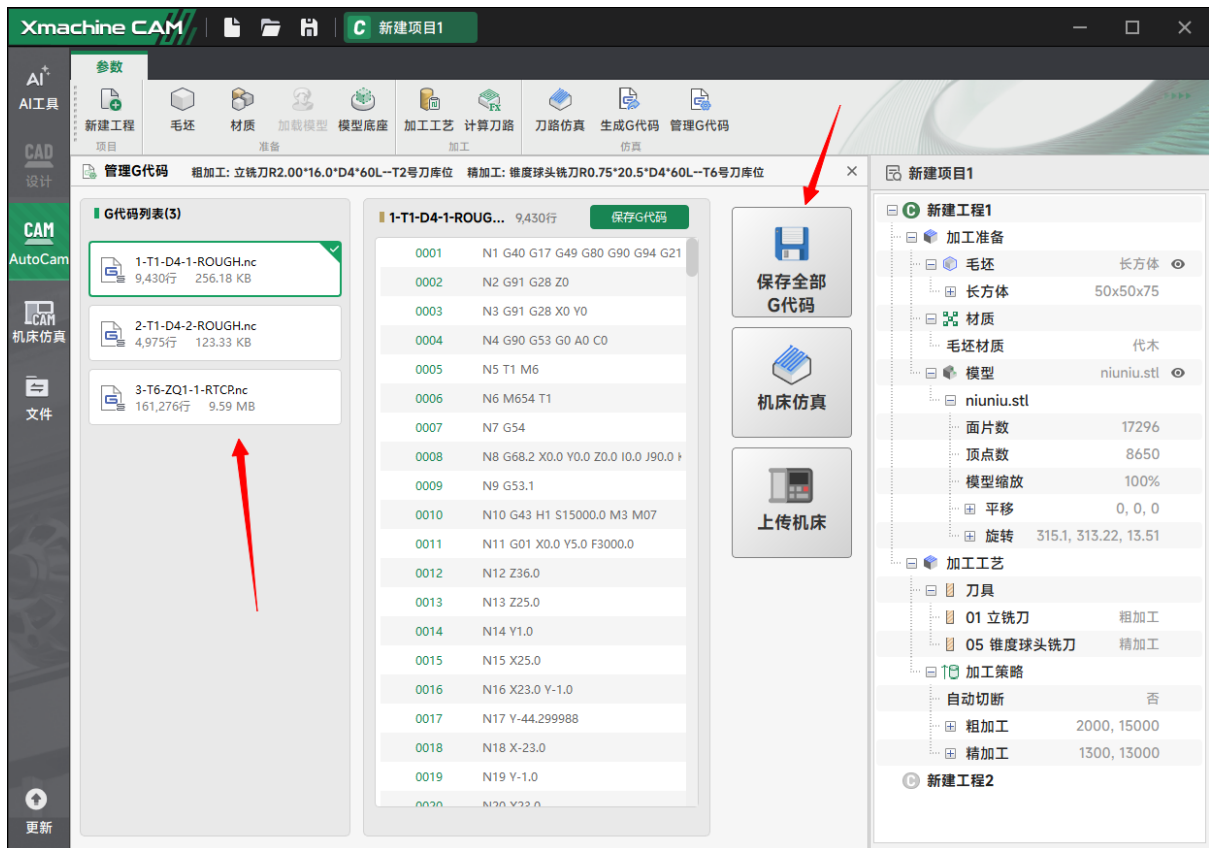 Xmachine CAM
C 新建项目1
AI
AI工具
CAD
设计
CAM
AutoCam
CAM
机床仿真
文件
更新
参数
新建工程 毛坯 材质 加载模型 模型底座 加工工艺 计算刀路 刀路仿真 生成G代码 管理G代码
项目 准备 加工 仿真
管理G代码 粗加工: 立铣刀R2.00*16.0*D4*60L--T2号刀库位 精加工: 锥度球头铣刀R0.75*20.5*D4*60L--T6号刀库位
G代码列表(3)
1-T1-D4-1-ROUGH.nc
9,430行 256.18 KB
2-T1-D4-2-ROUGH.nc
4,975行 123.33 KB
3-T6-ZQ1-1-RTCP.nc
161,276行 9.59 MB
1-T1-D4-1-ROUG... 9,430行 保存G代码
0001 N1 G40 G17 G49 G80 G90 G94 G21
0002 N2 G91 G28 Z0
0003 N3 G91 G28 X0 Y0
0004 N4 G90 G53 G0 A0 C0
0005 N5 T1 M6
0006 N6 M654 T1
0007 N7 G54
0008 N8 G68.2 X0.0 Y0.0 Z0.0 I0.0 J90.0
0009 N9 G53.1
0010 N10 G43 H1 S15000.0 M3 M07
0011 N11 G01 X0.0 Y5.0 F3000.0
0012 N12 Z36.0
0013 N13 Z25.0
0014 N14 Y1.0
0015 N15 X25.0
0016 N16 X23.0 Y-1.0
0017 N17 Y-44.299988
0018 N18 X-23.0
0019 N19 Y-1.0
0020 N20 X23.0
保存全部
G代码
机床仿真
上传机床
新建项目1
新建工程1
加工准备
毛坯 长方体
长方体 50x50x75
材质
毛坯材质 代木
模型 niuniu.stl
niuniu.stl
面片数 17296
顶点数 8650
模型缩放 100%
平移 0, 0, 0
旋转 315.1, 313.22, 13.51
加工工艺
刀具
01 立铣刀 粗加工
05 锥度球头铣刀 精加工
加工策略
自动切断 否
粗加工 2000, 15000
精加工 1300, 13000
新建工程2